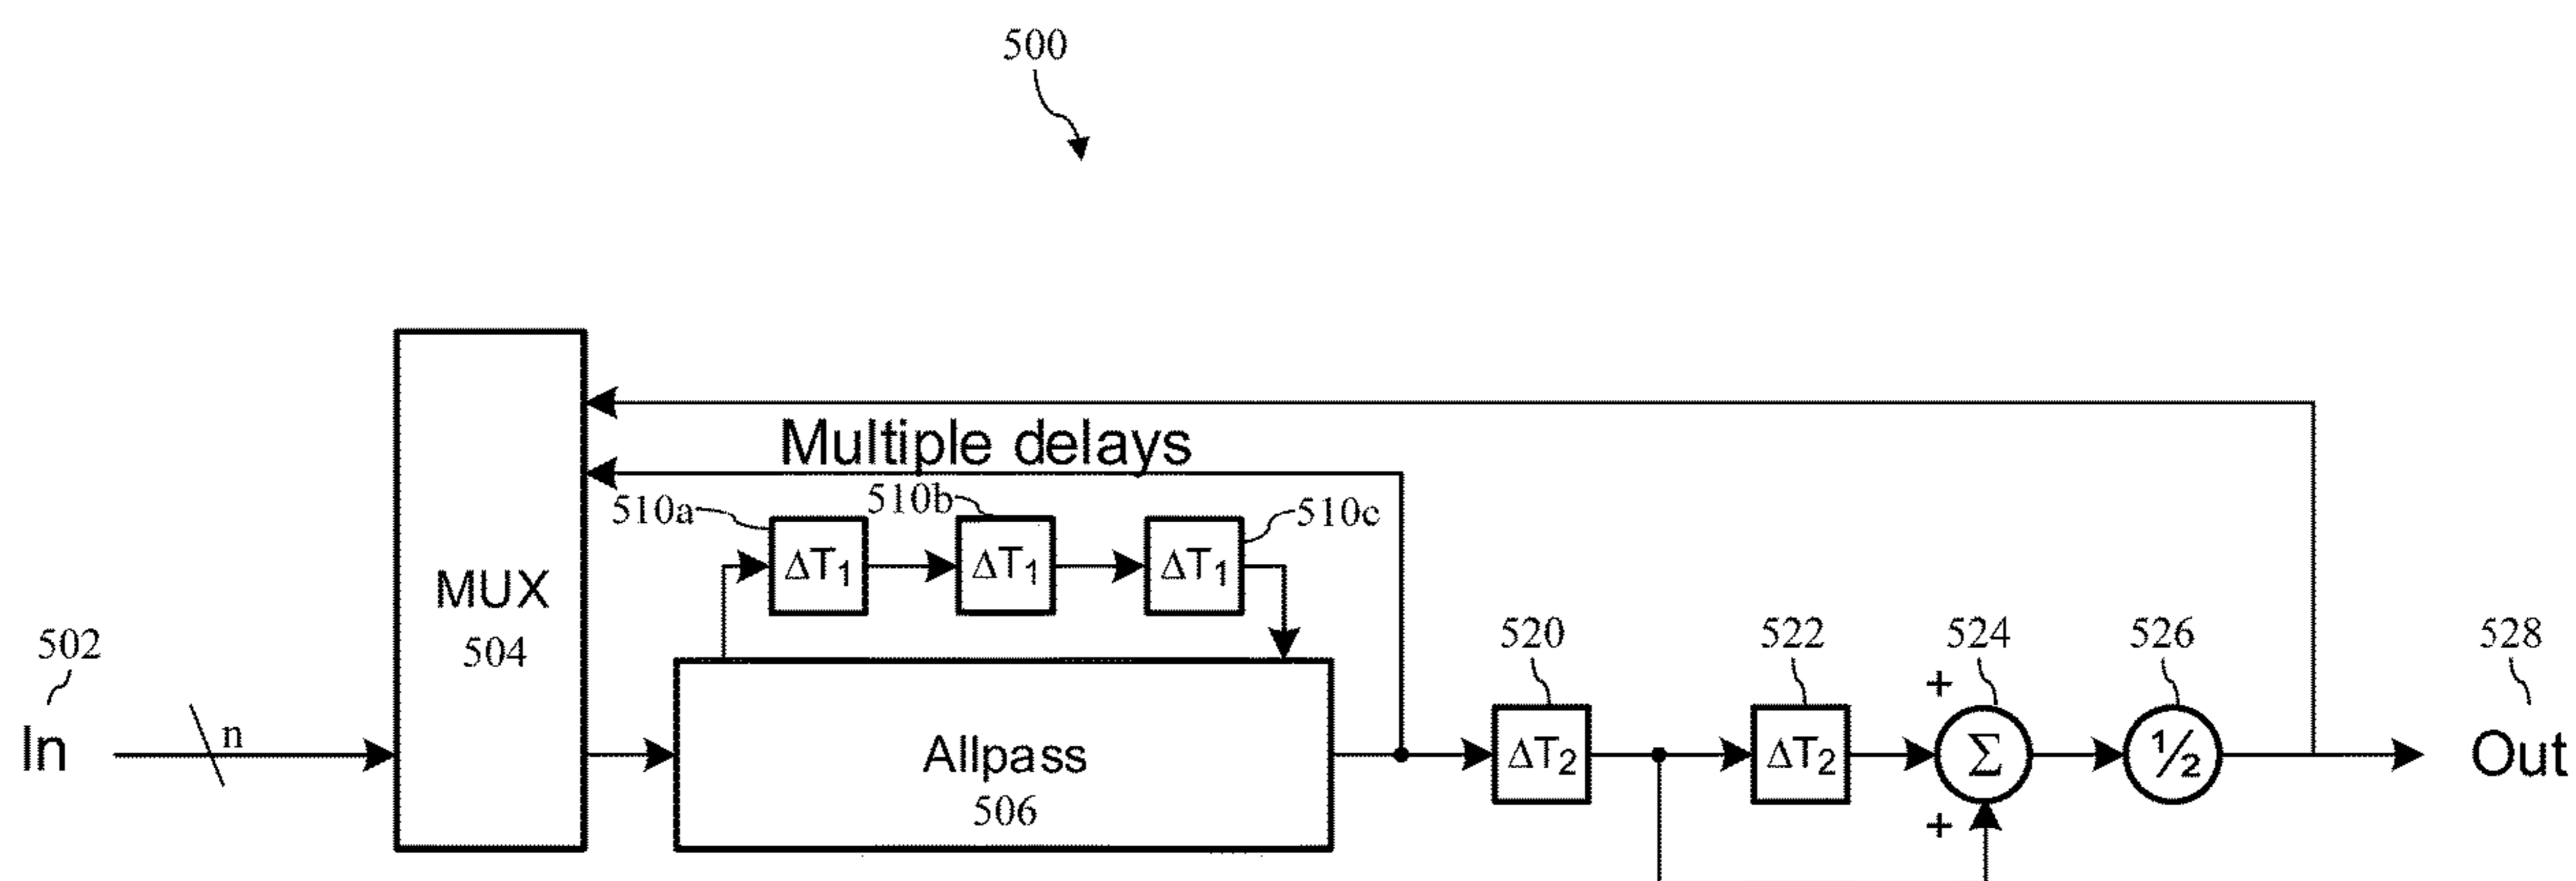 500
Multiple delays
510a
510b
510c
ΔT₁
ΔT₁
ΔT₁
MUX
504
502
In
n
Allpass
506
520
ΔT₂
522
ΔT₂
524
+
Σ
+
526
½
528
Out